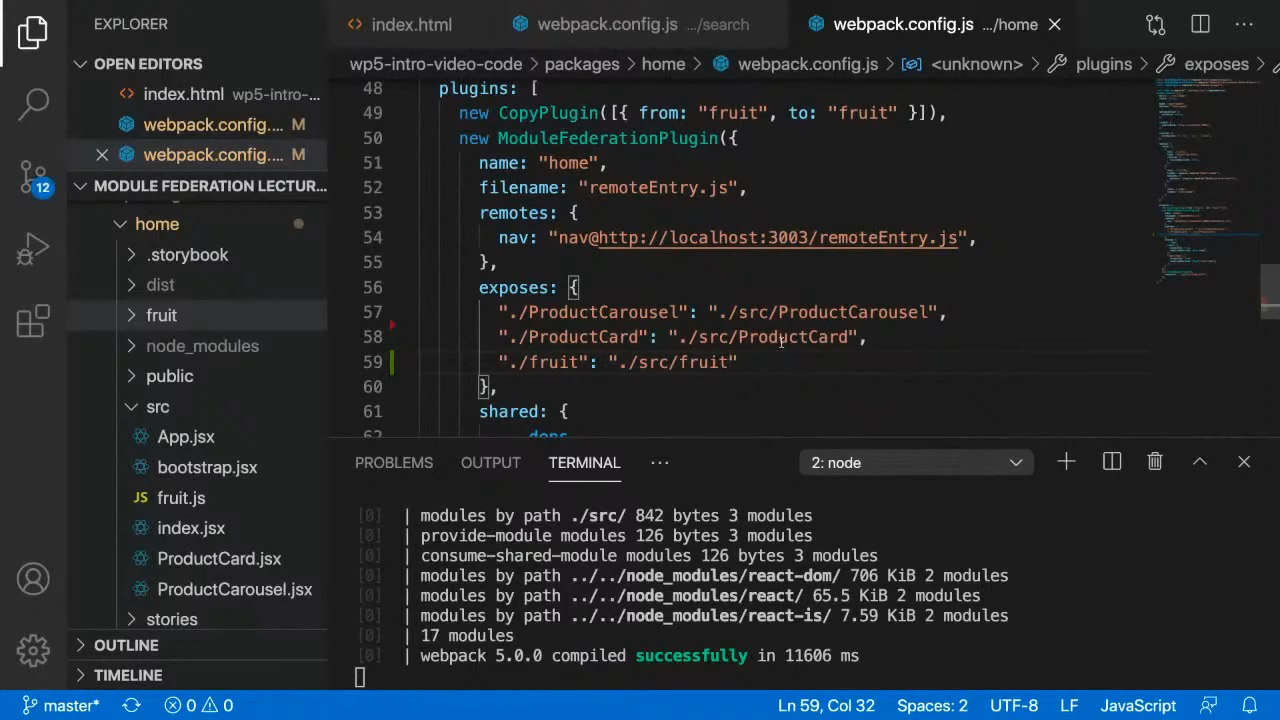 EXPLORER
OPEN EDITORS
index.html wp5-intro-...
webpack.config.... M
webpack.config.... M
MODULE FEDERATION LECTUR...
home
.storybook
dist
fruit
node_modules
public
src
App.jsx
bootstrap.jsx
JS fruit.js
index.jsx
ProductCard.jsx
ProductCarousel.jsx
stories
OUTLINE
TIMELINE
12
index.html webpack.config.js .../search webpack.config.js .../home
wp5-intro-video-code > packages > home > webpack.config.js > <unknown> > plugins > exposes >
48 plugins: [
49 new CopyPlugin([{ from: "fruit", to: "fruit" }]),
50 new ModuleFederationPlugin({
51 name: "home",
52 filename: "remoteEntry.js",
53 remotes: {
54 nav: "nav@http://localhost:3003/remoteEntry.js",
55 },
56 exposes: {
57 "./ProductCarousel": "./src/ProductCarousel",
58 "./ProductCard": "./src/ProductCard",
59 "./fruit": "./src/fruit"
60 },
61 shared: {
62 ...deps
PROBLEMS OUTPUT TERMINAL ... 2: node
[0] | modules by path ./src/ 842 bytes 3 modules
[0] | provide-module modules 126 bytes 3 modules
[0] | consume-shared-module modules 126 bytes 3 modules
[0] | modules by path ../../node_modules/react-dom/ 706 KiB 2 modules
[0] | modules by path ../../node_modules/react/ 65.5 KiB 2 modules
[0] | modules by path ../../node_modules/react-is/ 7.59 KiB 2 modules
[0] | 17 modules
[0] | webpack 5.0.0 compiled successfully in 11606 ms
master* 0 0 Ln 59, Col 32 Spaces: 2 UTF-8 LF JavaScript